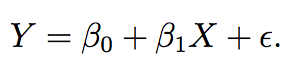 Y = β₀ + β₁X + ϵ.